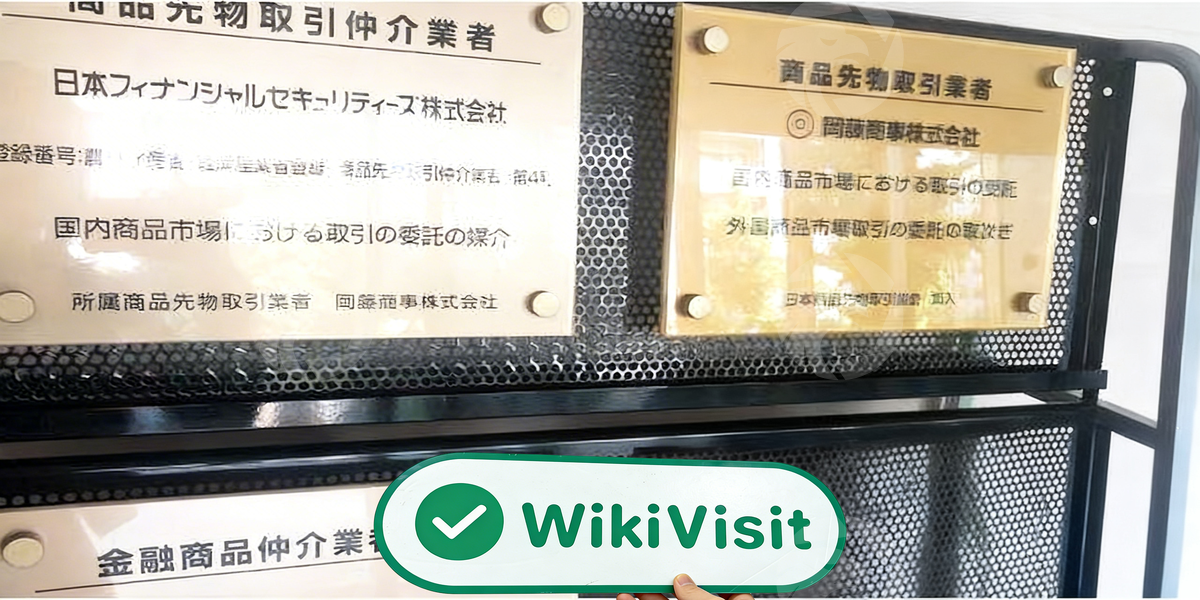 商品先物取引仲介業者
日本フィナンシャルセキュリティーズ株式会社
登録番号:
国内商品市場における取引の委託の媒介
所属商品先物取引業者 岡藤商事株式会社
商品先物取引業者
岡藤商事株式会社
国内商品市場における取引の受託
外国商品市場取引の委託の取次ぎ
加入
金融商品仲介業者
WikiVisit